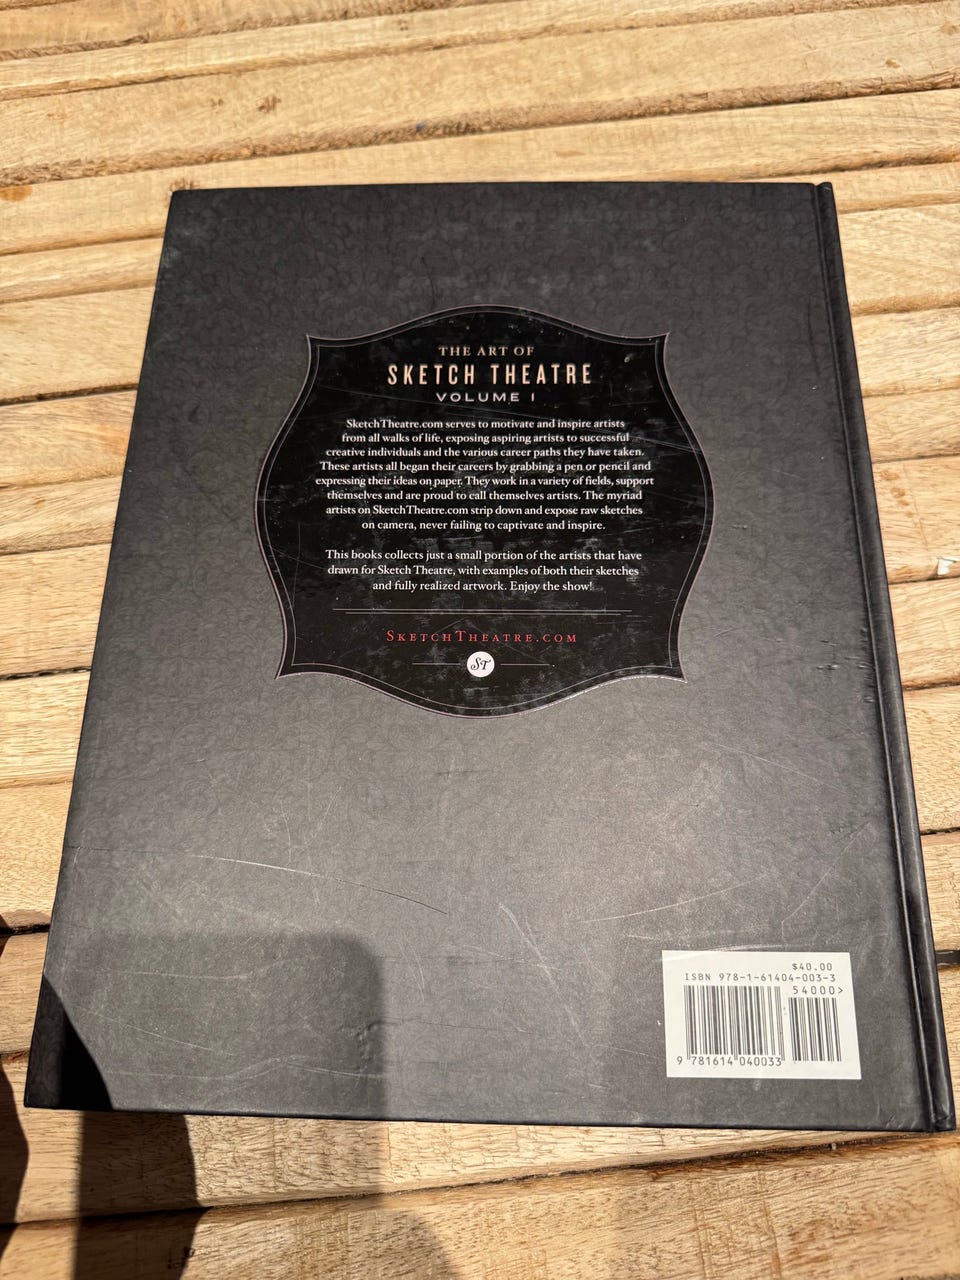 THE ART OF
SKETCH THEATRE
VOLUME I
SketchTheatre.com serves to motivate and inspire artists
from all walks of life, exposing aspiring artists to successful
creative individuals and the various career paths they have taken.
These artists all began their careers by grabbing a pen or pencil and
expressing their ideas on paper. They work in a variety of fields, support
themselves and are proud to call themselves artists. The myriad
artists on SketchTheatre.com strip down and expose raw sketches
on camera, never failing to captivate and inspire.
This books collects just a small portion of the artists that have
drawn for Sketch Theatre, with examples of both their sketches
and fully realized artwork. Enjoy the show!
SKETCHTHEATRE.COM
ST
$40.00
ISBN 978-1-61404-003-3
54000>
9 781614 040033